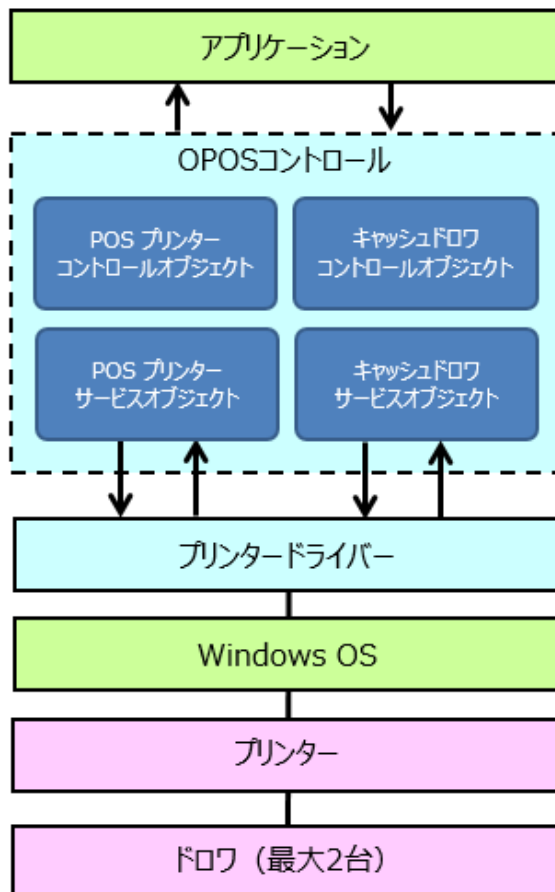 アプリケーション
OPOSコントロール
POS プリンター
コントロールオブジェクト
キャッシュドロワ
コントロールオブジェクト
POS プリンター
サービスオブジェクト
キャッシュドロワ
サービスオブジェクト
プリンタードライバー
Windows OS
プリンター
ドロワ（最大2台）